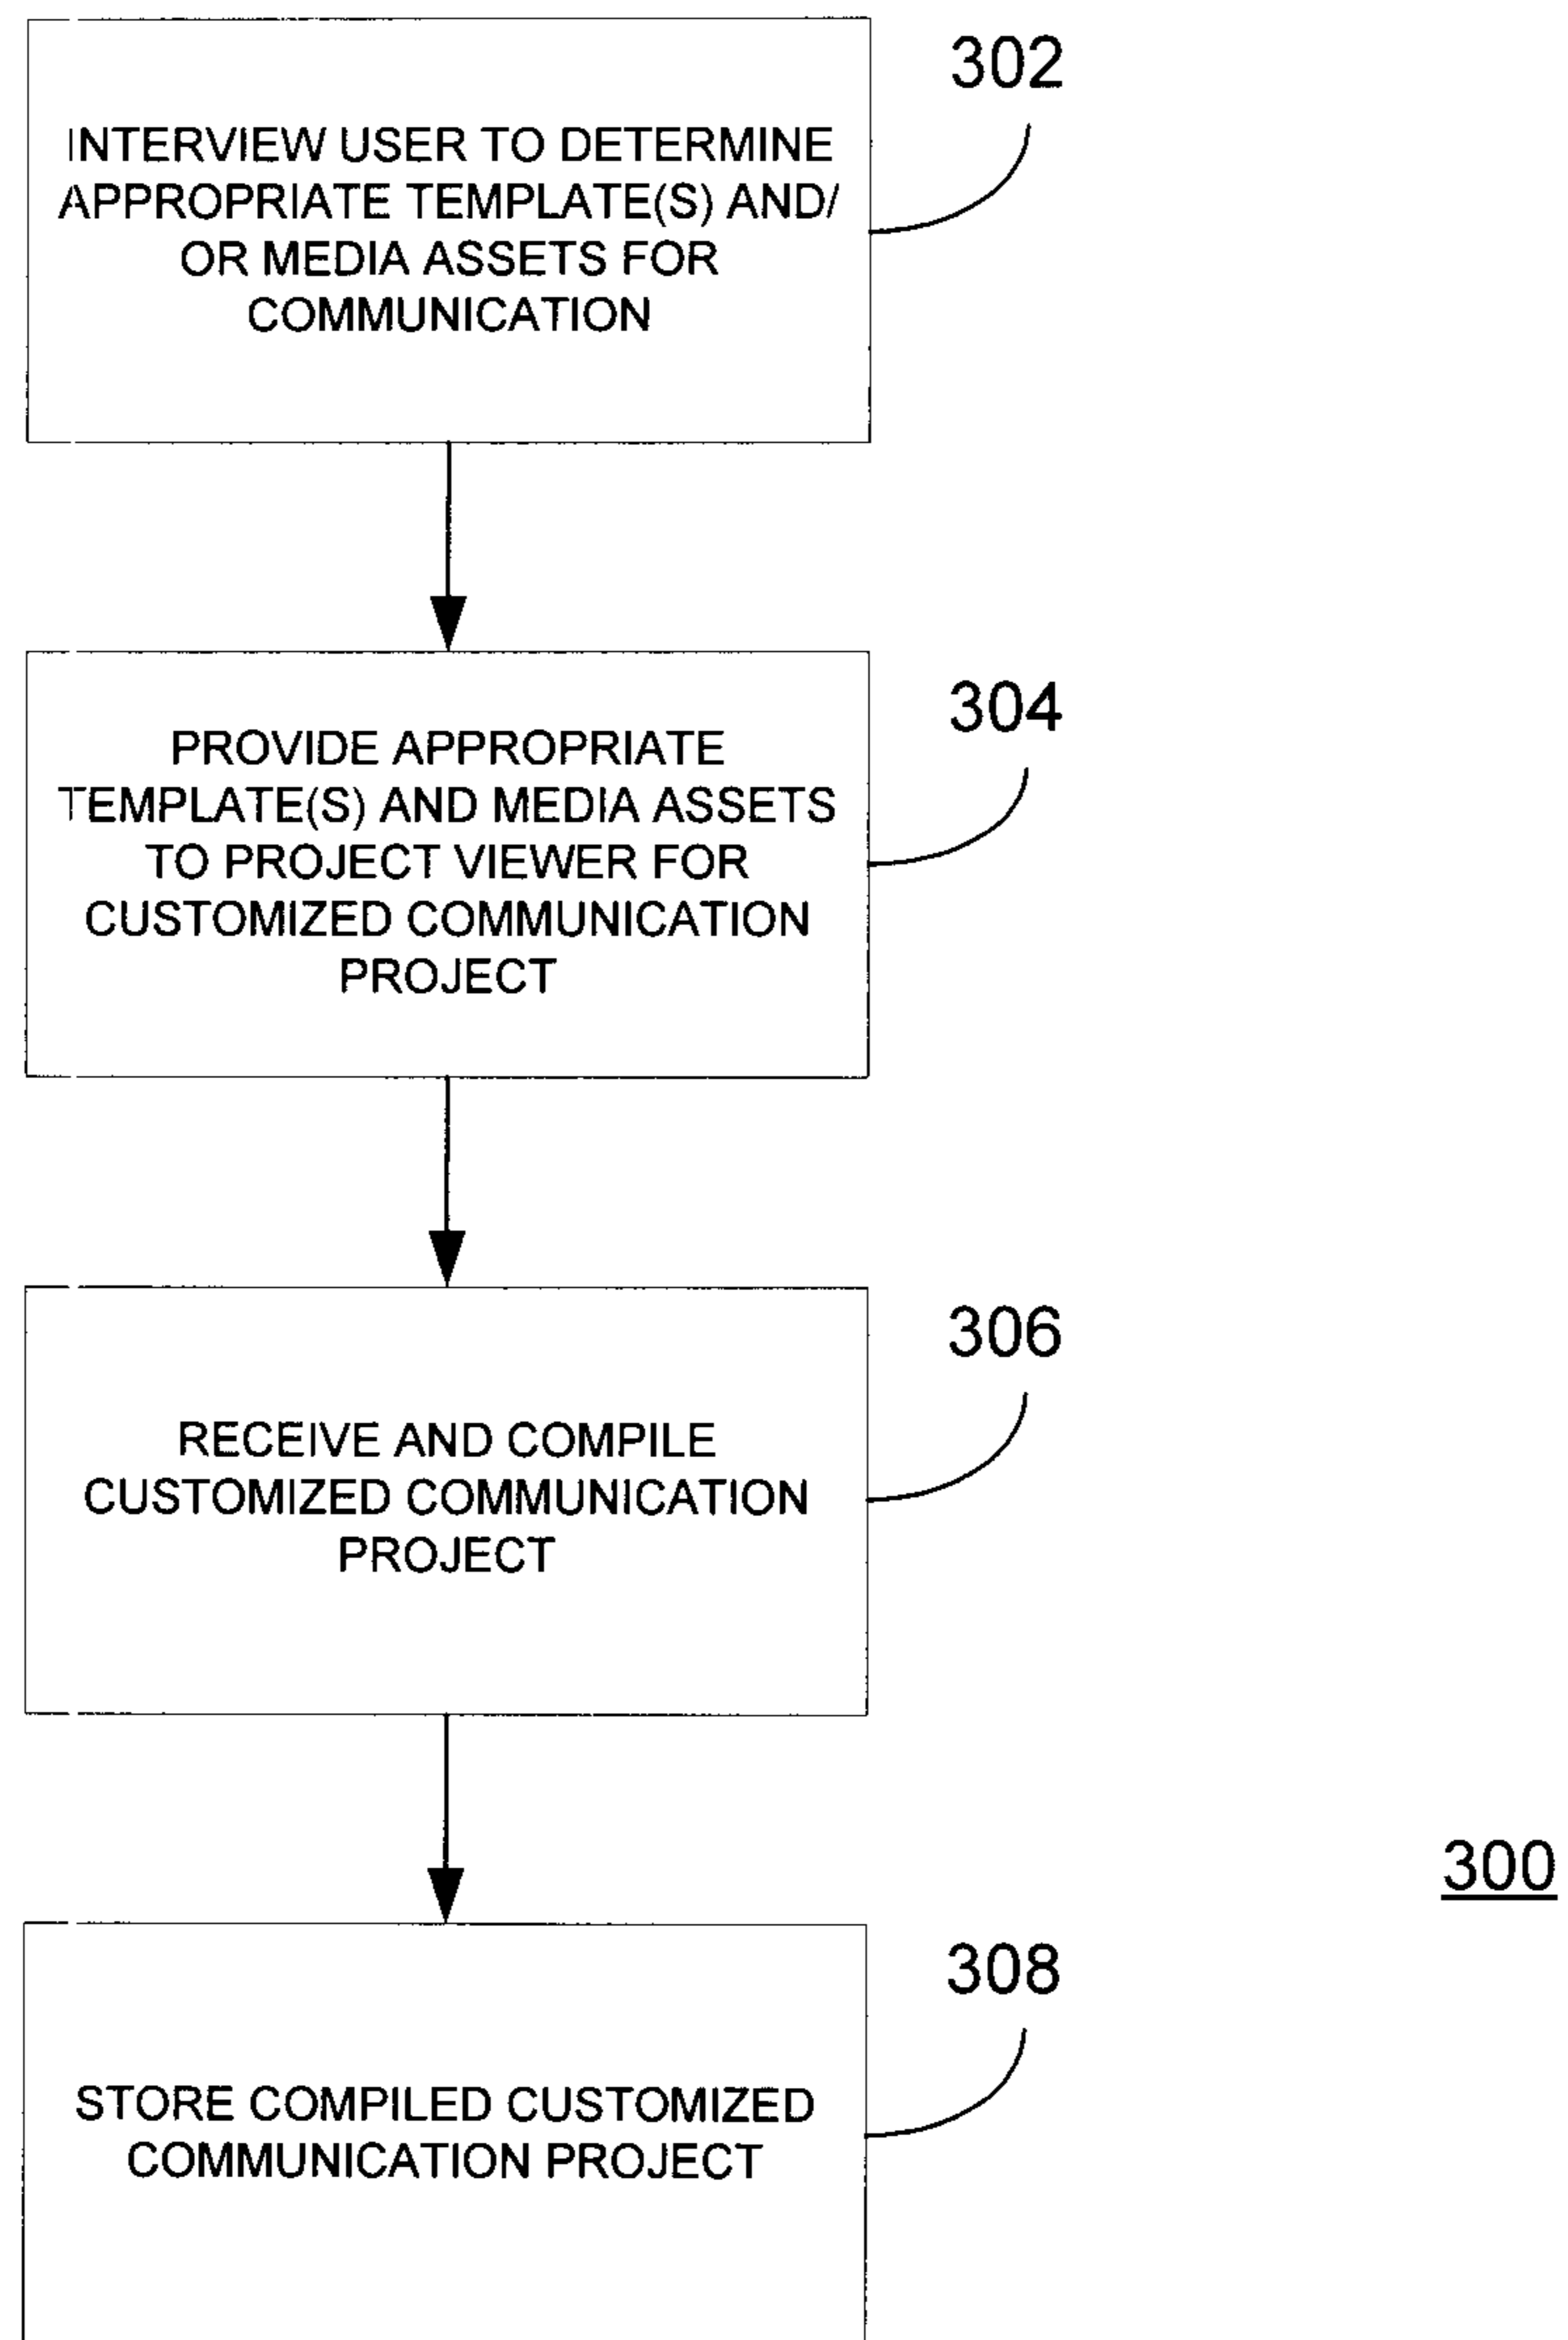 302
INTERVIEW USER TO DETERMINE
APPROPRIATE TEMPLATE(S) AND/
OR MEDIA ASSETS FOR
COMMUNICATION
304
PROVIDE APPROPRIATE
TEMPLATE(S) AND MEDIA ASSETS
TO PROJECT VIEWER FOR
CUSTOMIZED COMMUNICATION
PROJECT
306
RECEIVE AND COMPILE
CUSTOMIZED COMMUNICATION
PROJECT
300
308
STORE COMPILED CUSTOMIZED
COMMUNICATION PROJECT